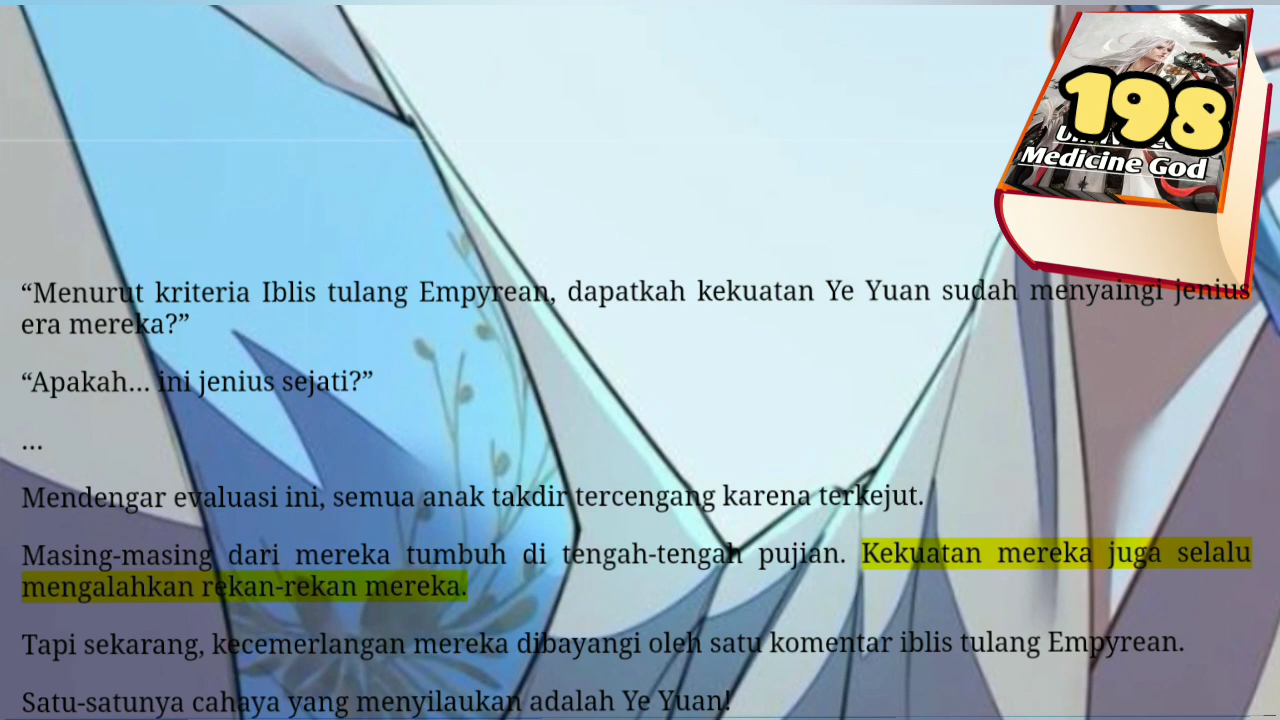 198
Medicine God
“Menurut kriteria Iblis tulang Empyrean, dapatkah kekuatan Ye Yuan sudah menyaingi jenius
era mereka?”
“Apakah... ini jenius sejati?”
...
Mendengar evaluasi ini, semua anak takdir tercengang karena terkejut.
Masing-masing dari mereka tumbuh di tengah-tengah pujian. Kekuatan mereka juga selalu
mengalahkan rekan-rekan mereka.
Tapi sekarang, kecemerlangan mereka dibayangi oleh satu komentar iblis tulang Empyrean.
Satu-satunya cahaya yang menyilaukan adalah Ye Yuan!